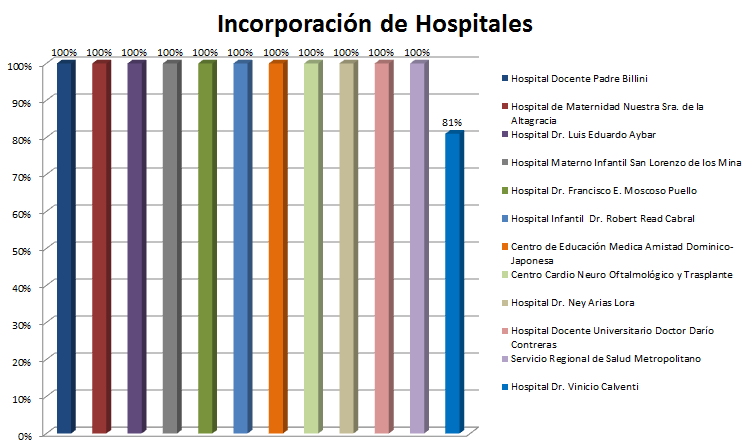 Incorporación de Hospitales
100% 100% 100% 100% 100% 100% 100% 100% 100% 100% 100%
81%
100%
90%
80%
70%
60%
50%
40%
30%
20%
10%
0%
Hospital Docente Padre Billini
Hospital de Maternidad Nuestra Sra. de la
Altagracia
Hospital Dr. Luis Eduardo Aybar
Hospital Materno Infantil San Lorenzo de los Mina
Hospital Dr. Francisco E. Moscoso Puello
Hospital Infantil Dr. Robert Read Cabral
Centro de Educación Medica Amistad Dominico-
Japonesa
Centro Cardio Neuro Oftalmológico y Trasplante
Hospital Dr. Ney Arias Lora
Hospital Docente Universitario Doctor Darío
Contreras
Servicio Regional de Salud Metropolitano
Hospital Dr. Vinicio Calventi